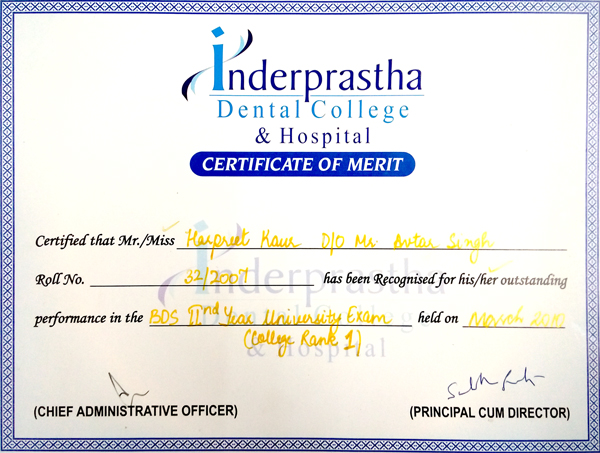 Inderprastha
Dental College
& Hospital
CERTIFICATE OF MERIT
Certified that Mr./Miss Harpreet Kaur D/O Mr. Avtar Singh
Roll No. 32/2007 has been Recognised for his/her outstanding
performance in the BDS IInd Year University Exam held on March 2010
(College Rank 1)
(CHIEF ADMINISTRATIVE OFFICER) (PRINCIPAL CUM DIRECTOR)